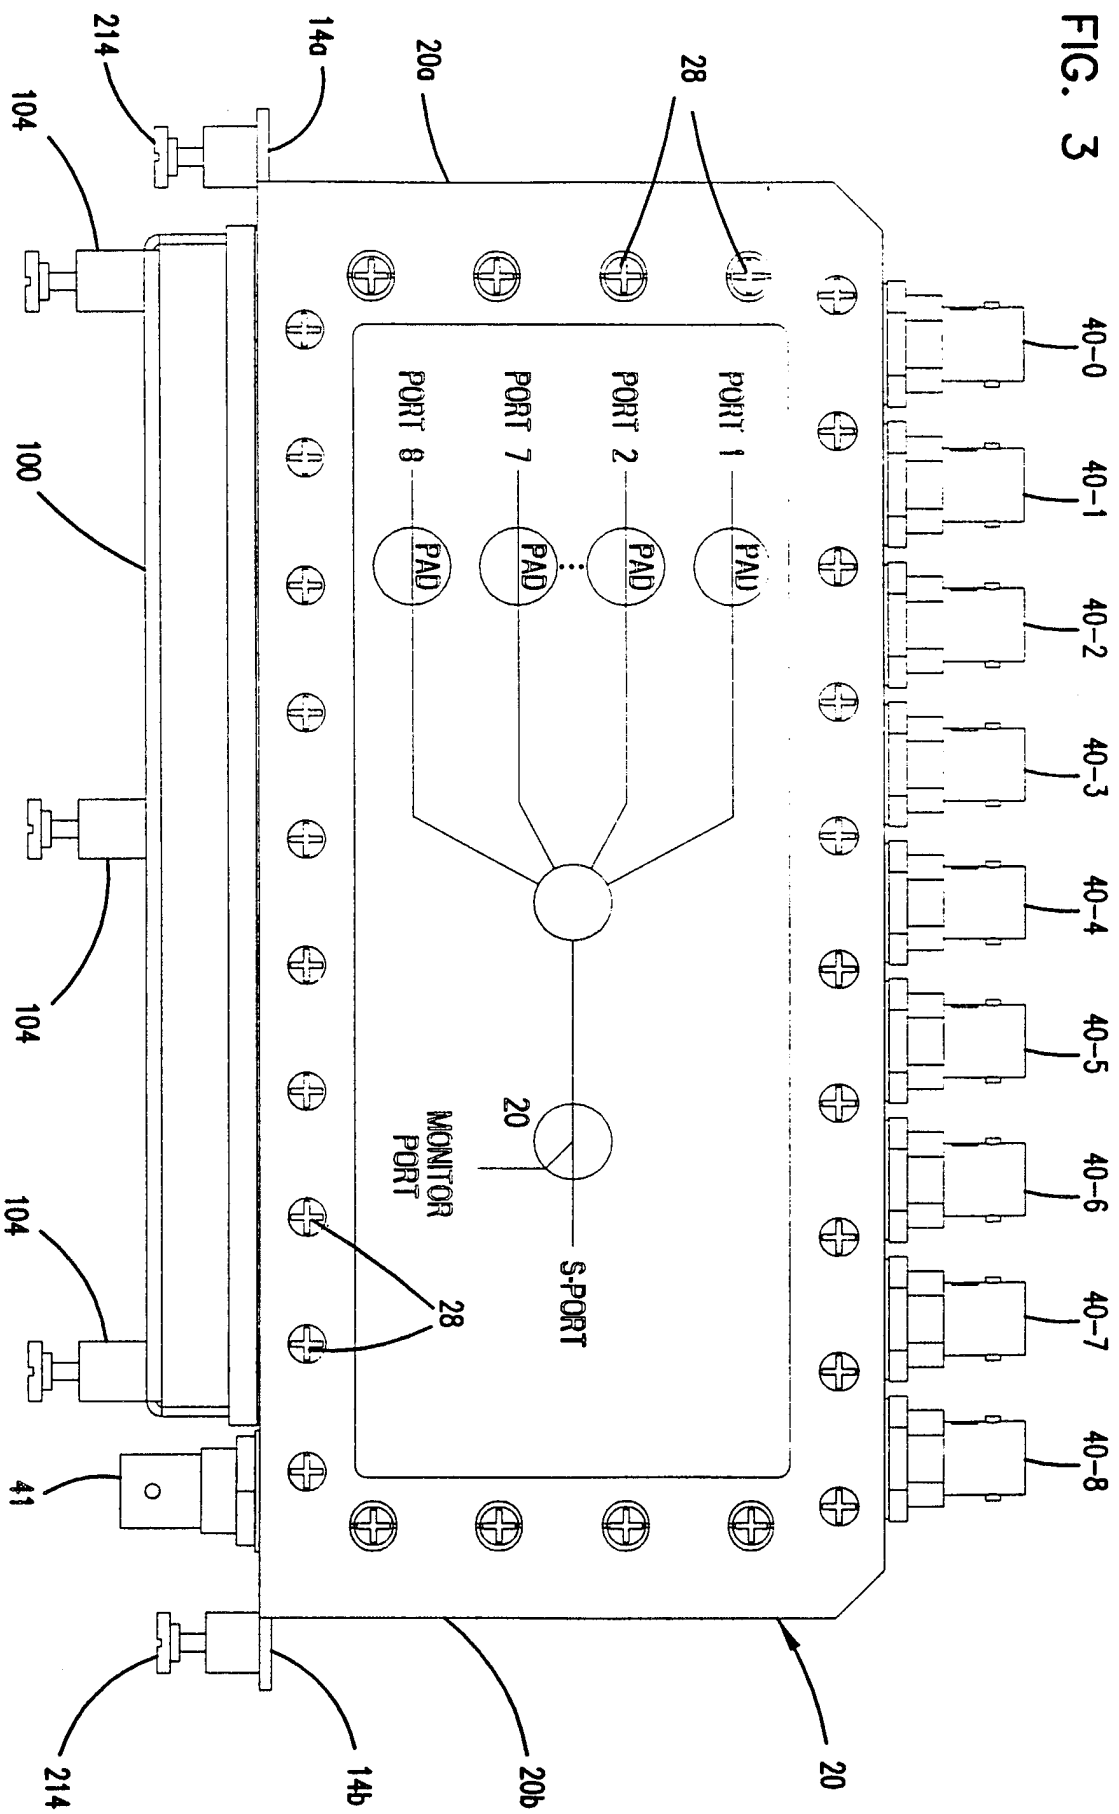 FIG. 3
40-0
40-1
40-2
40-3
40-4
40-5
40-6
40-7
40-8
28
20a
20
20b
PORT 1
PORT 2
PORT 7
PORT 8
PAD
PAD
PAD
PAD
20
S-PORT
MONITOR
PORT
28
14a
214
104
100
104
104
41
14b
214